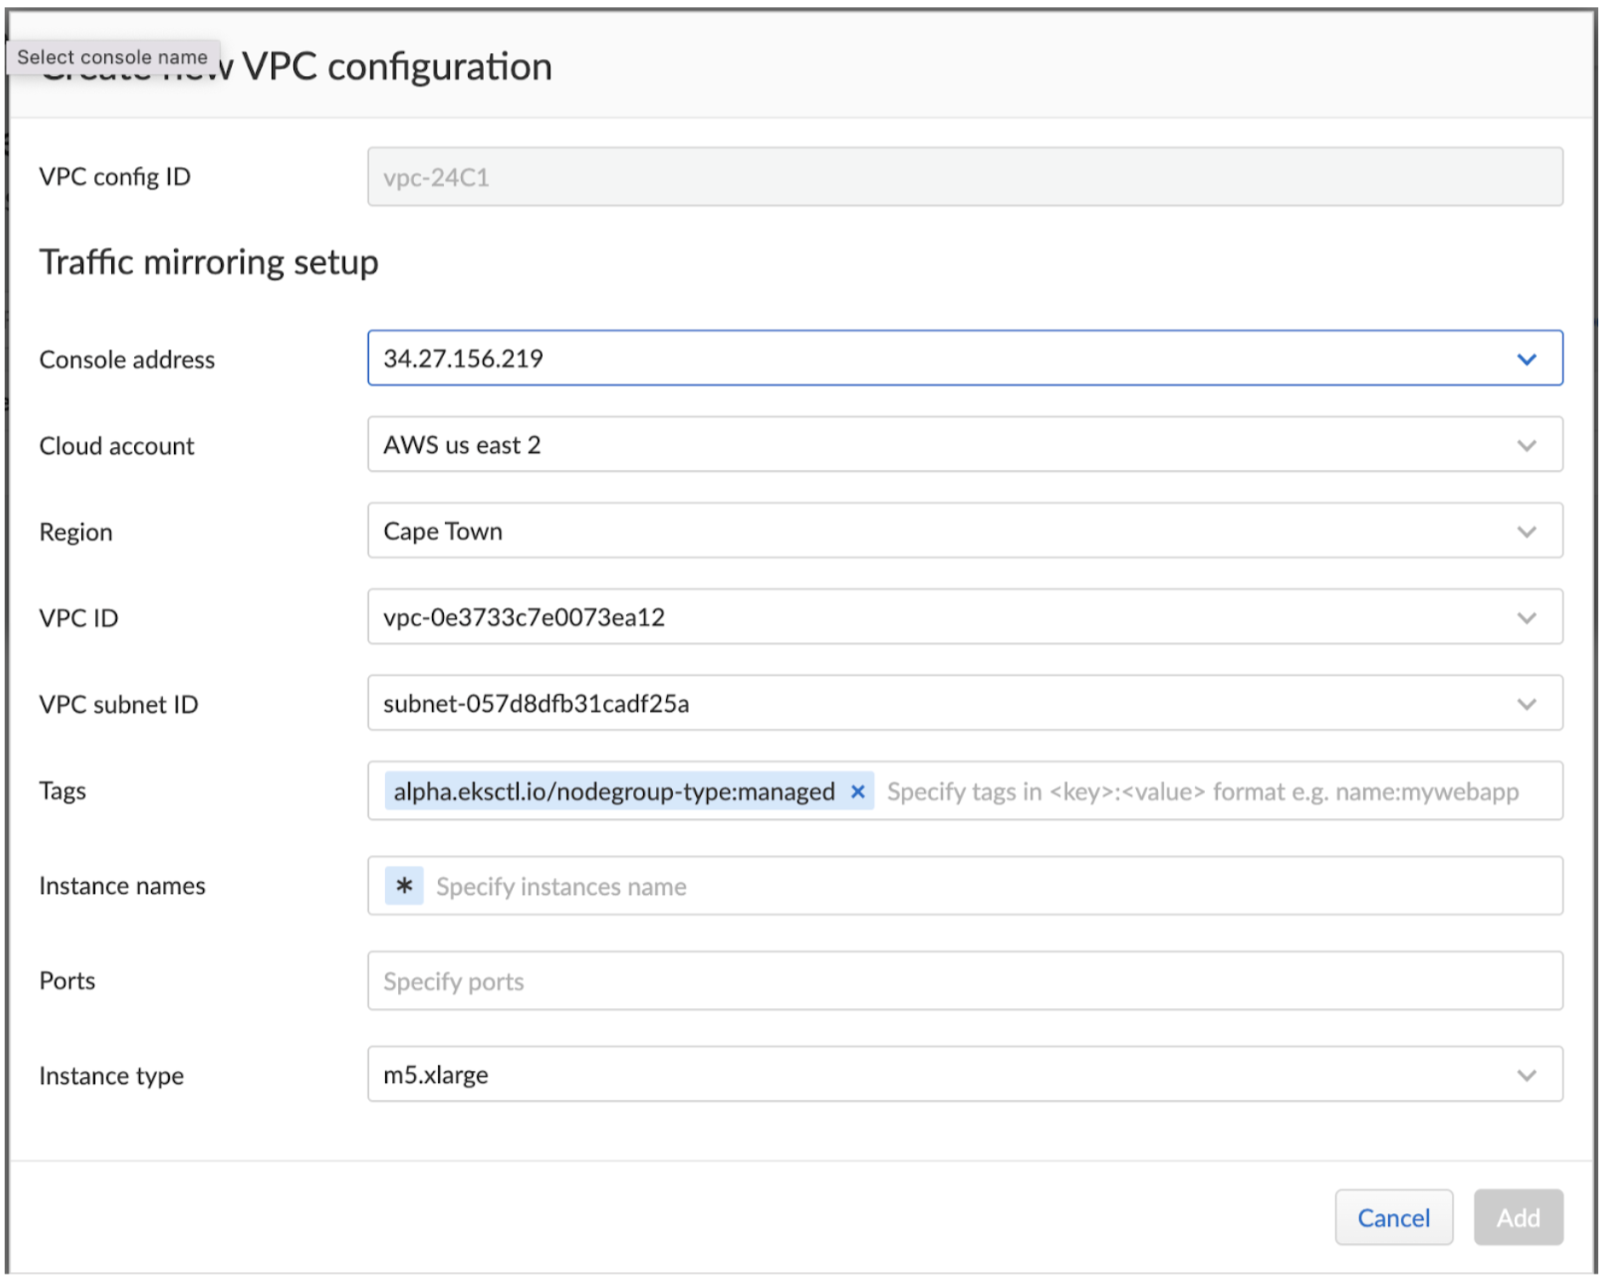 Select console name
VPC configuration
VPC config ID
vpc-24C1
Traffic mirroring setup
Console address
34.27.156.219
Cloud account
AWS us east 2
Region
Cape Town
VPC ID
vpc-0e3733c7e0073ea12
VPC subnet ID
subnet-057d8dfb31cadf25a
Tags
alpha.eksctl.io/nodegroup-type:managed × Specify tags in <key>:<value> format e.g. name:mywebapp
Instance names
* Specify instances name
Ports
Specify ports
Instance type
m5.xlarge
Cancel
Add